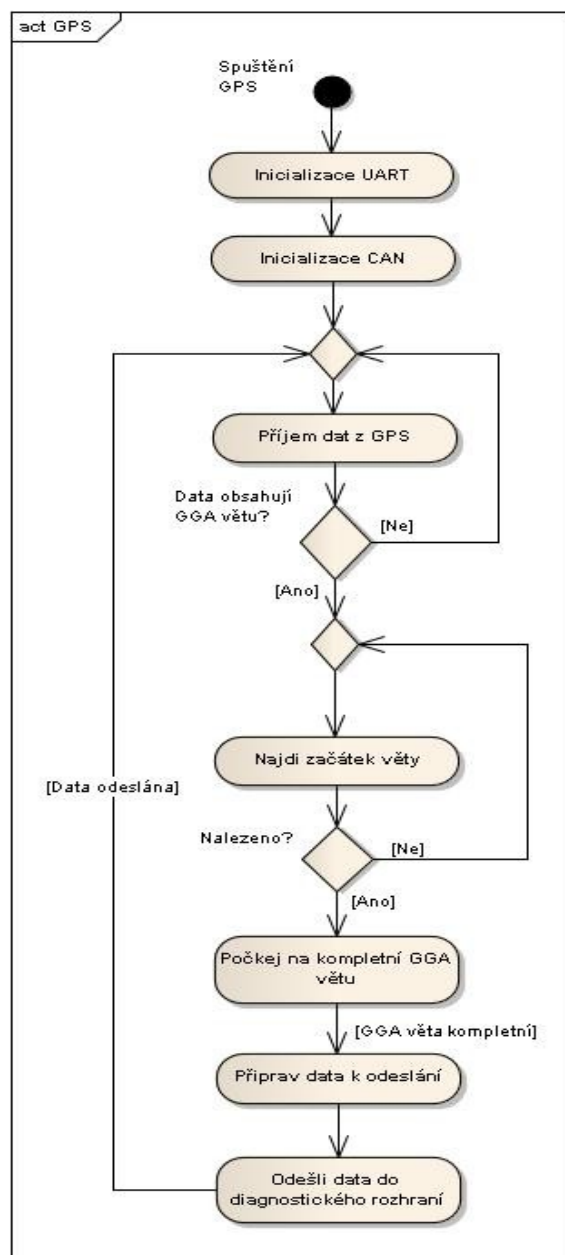 act GPS
Spuštění
GPS
Inicializace UART
Inicializace CAN
Příjem dat z GPS
Data obsahují
GGA větu?
[Ne]
[Ano]
Najdi začátek věty
[Data odeslána]
Nalezeno?
[Ne]
[Ano]
Počkej na kompletní GGA
větu
[GGA věta kompletní]
Připrav data k odeslání
Odešli data do
diagnostického rozhraní